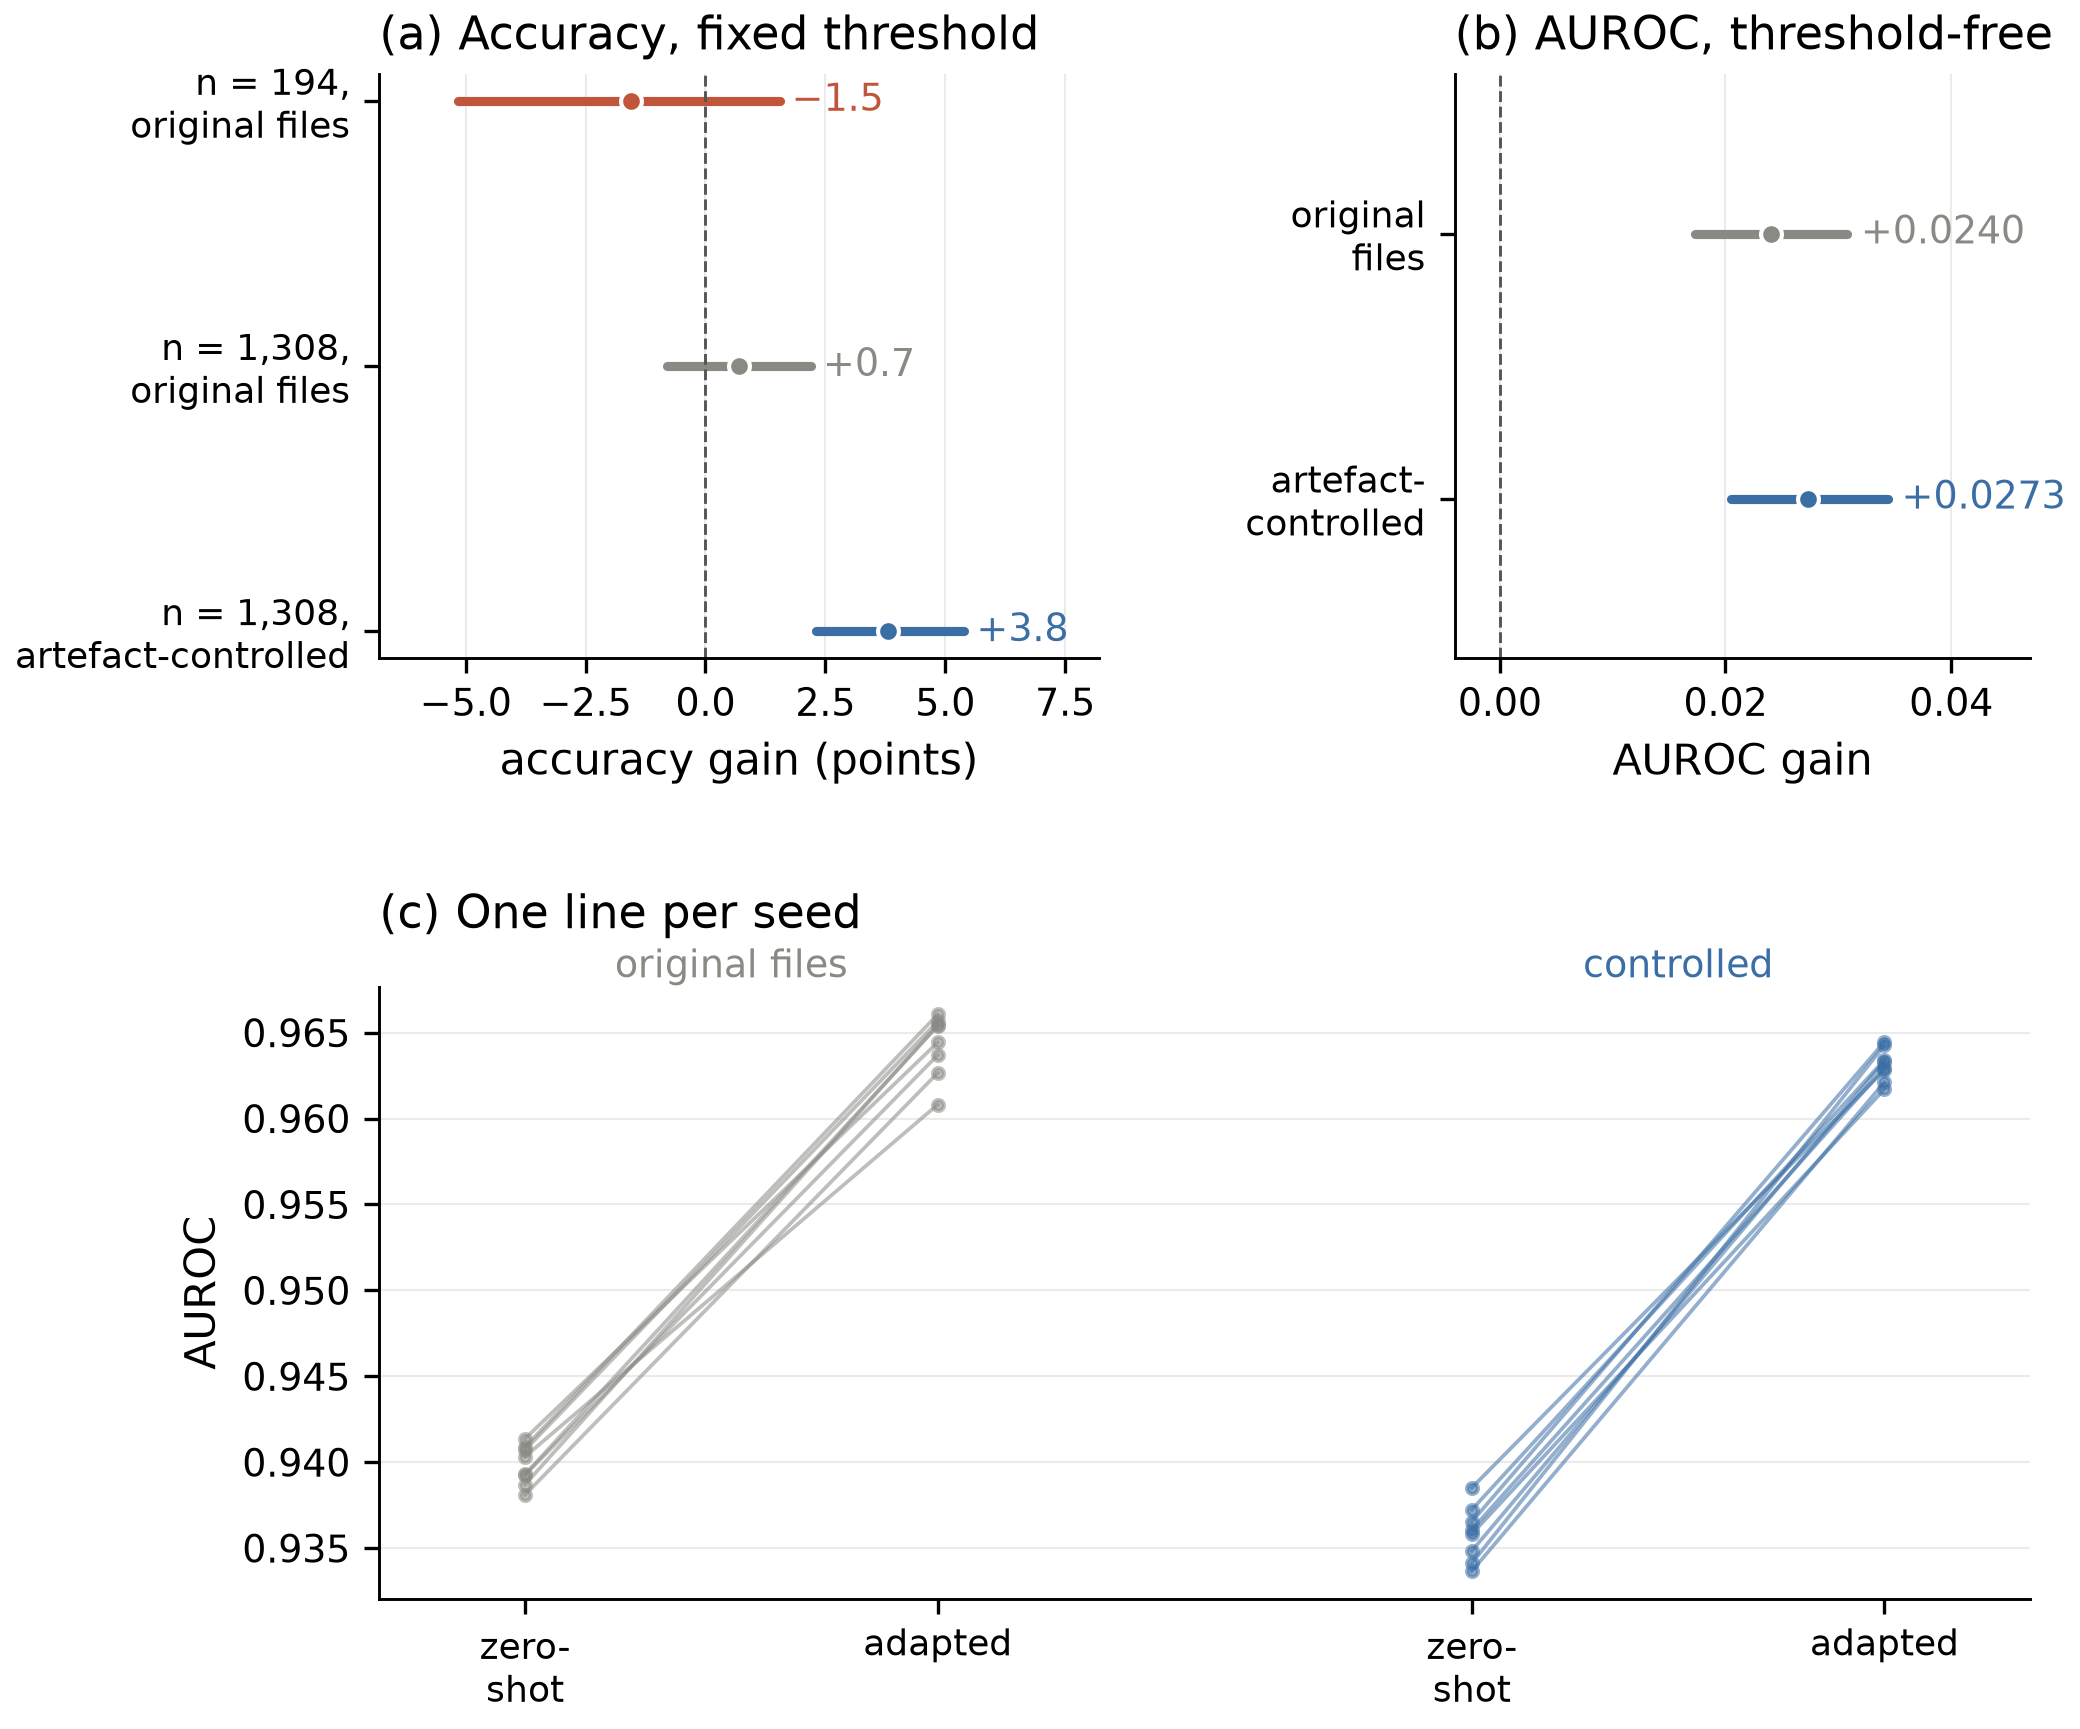 (a) Accuracy, fixed threshold
n = 194,
original files
−1.5
n = 1,308,
original files
+0.7
n = 1,308,
artefact-controlled
+3.8
−5.0 −2.5 0.0 2.5 5.0 7.5
accuracy gain (points)
(b) AUROC, threshold-free
original
files
+0.0240
artefact-
controlled
+0.0273
0.00 0.02 0.04
AUROC gain
(c) One line per seed
original files
controlled
AUROC
0.965
0.960
0.955
0.950
0.945
0.940
0.935
zero-
shot
adapted
zero-
shot
adapted